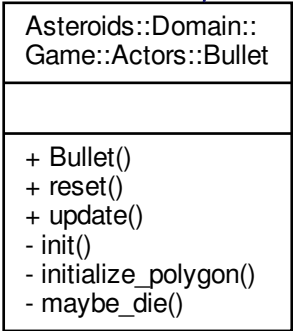 Asteroids::Domain::
Game::Actors::Bullet
+ Bullet()
+ reset()
+ update()
- init()
- initialize_polygon()
- maybe_die()